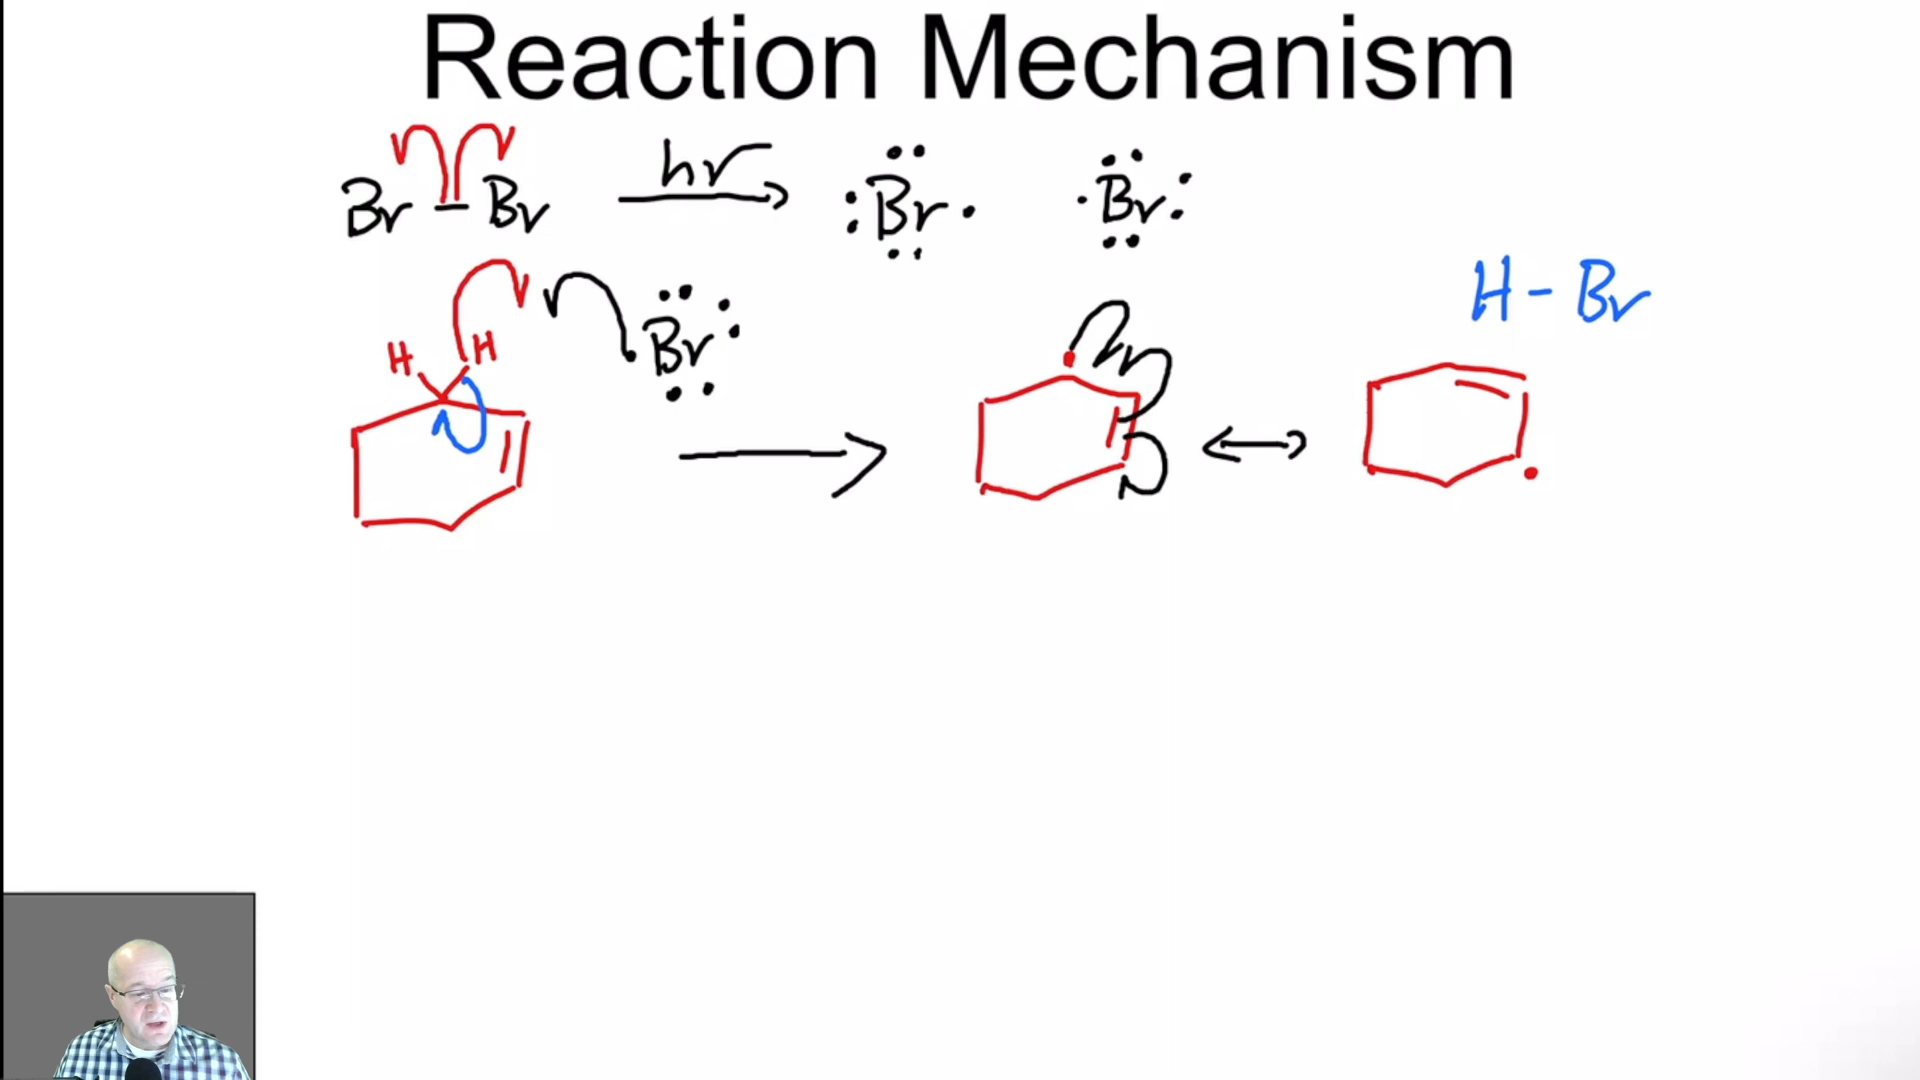 Reaction Mechanism
Br – Br hν :Br· ·Br:
H – Br
H H Br